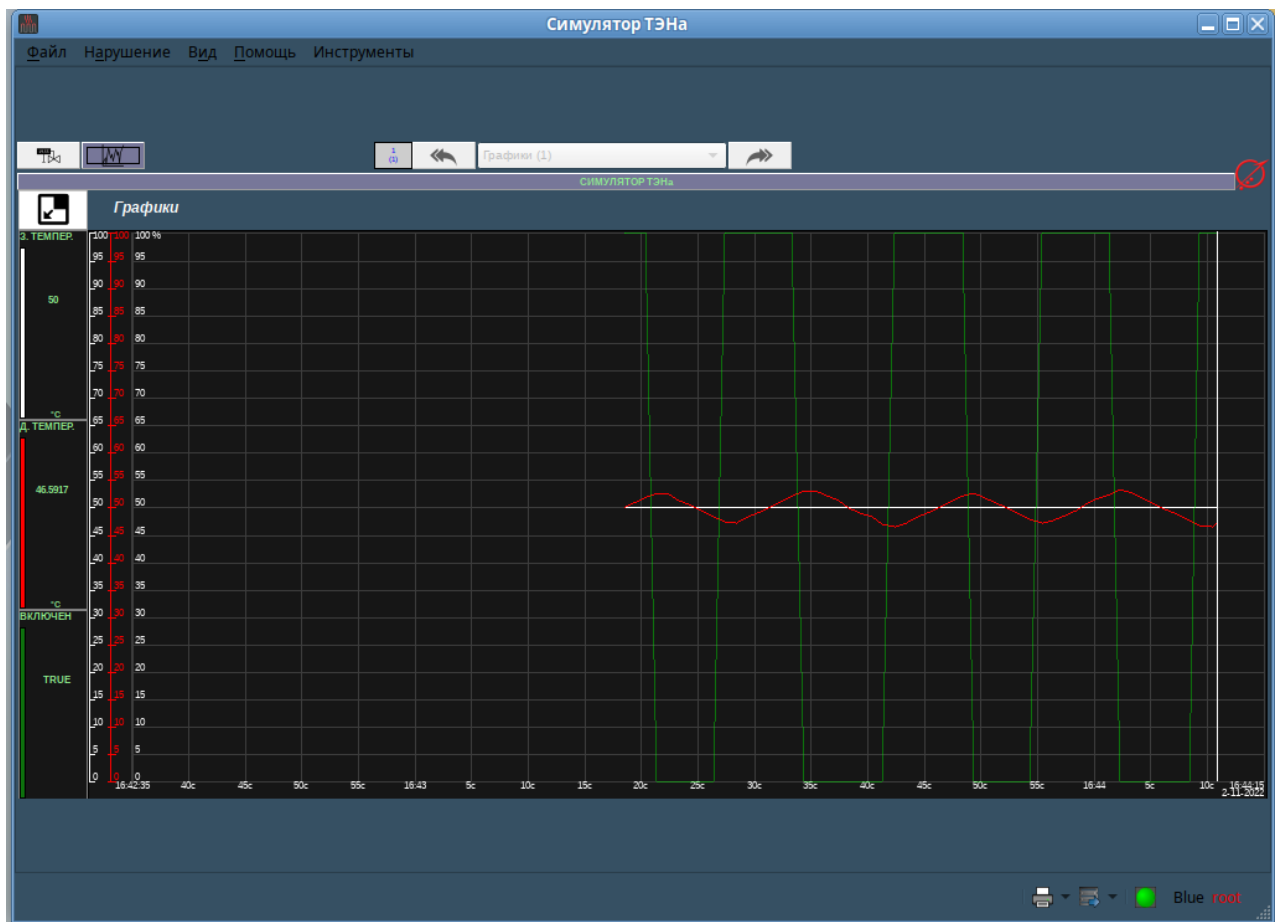 Симулятор ТЭНа
Файл Нарушение Вид Помощь Инструменты
1
(1)
Графики (1)
СИМУЛЯТОР ТЭНа
Графики
З. ТЕМПЕР.
50
°C
Д. ТЕМПЕР.
46.5917
°C
ВКЛЮЧЕН
TRUE
100 100 100 %
95 95 95
90 90 90
85 85 85
80 80 80
75 75 75
70 70 70
65 65 65
60 60 60
55 55 55
50 50 50
45 45 45
40 40 40
35 35 35
30 30 30
25 25 25
20 20 20
15 15 15
10 10 10
5 5 5
0 0 0
16:42:35 40с 45с 50с 55с 16:43 5с 10с 15с 20с 25с 30с 35с 40с 45с 50с 55с 16:44 5с 10с 16:44:15
2-11-2022
Blue root